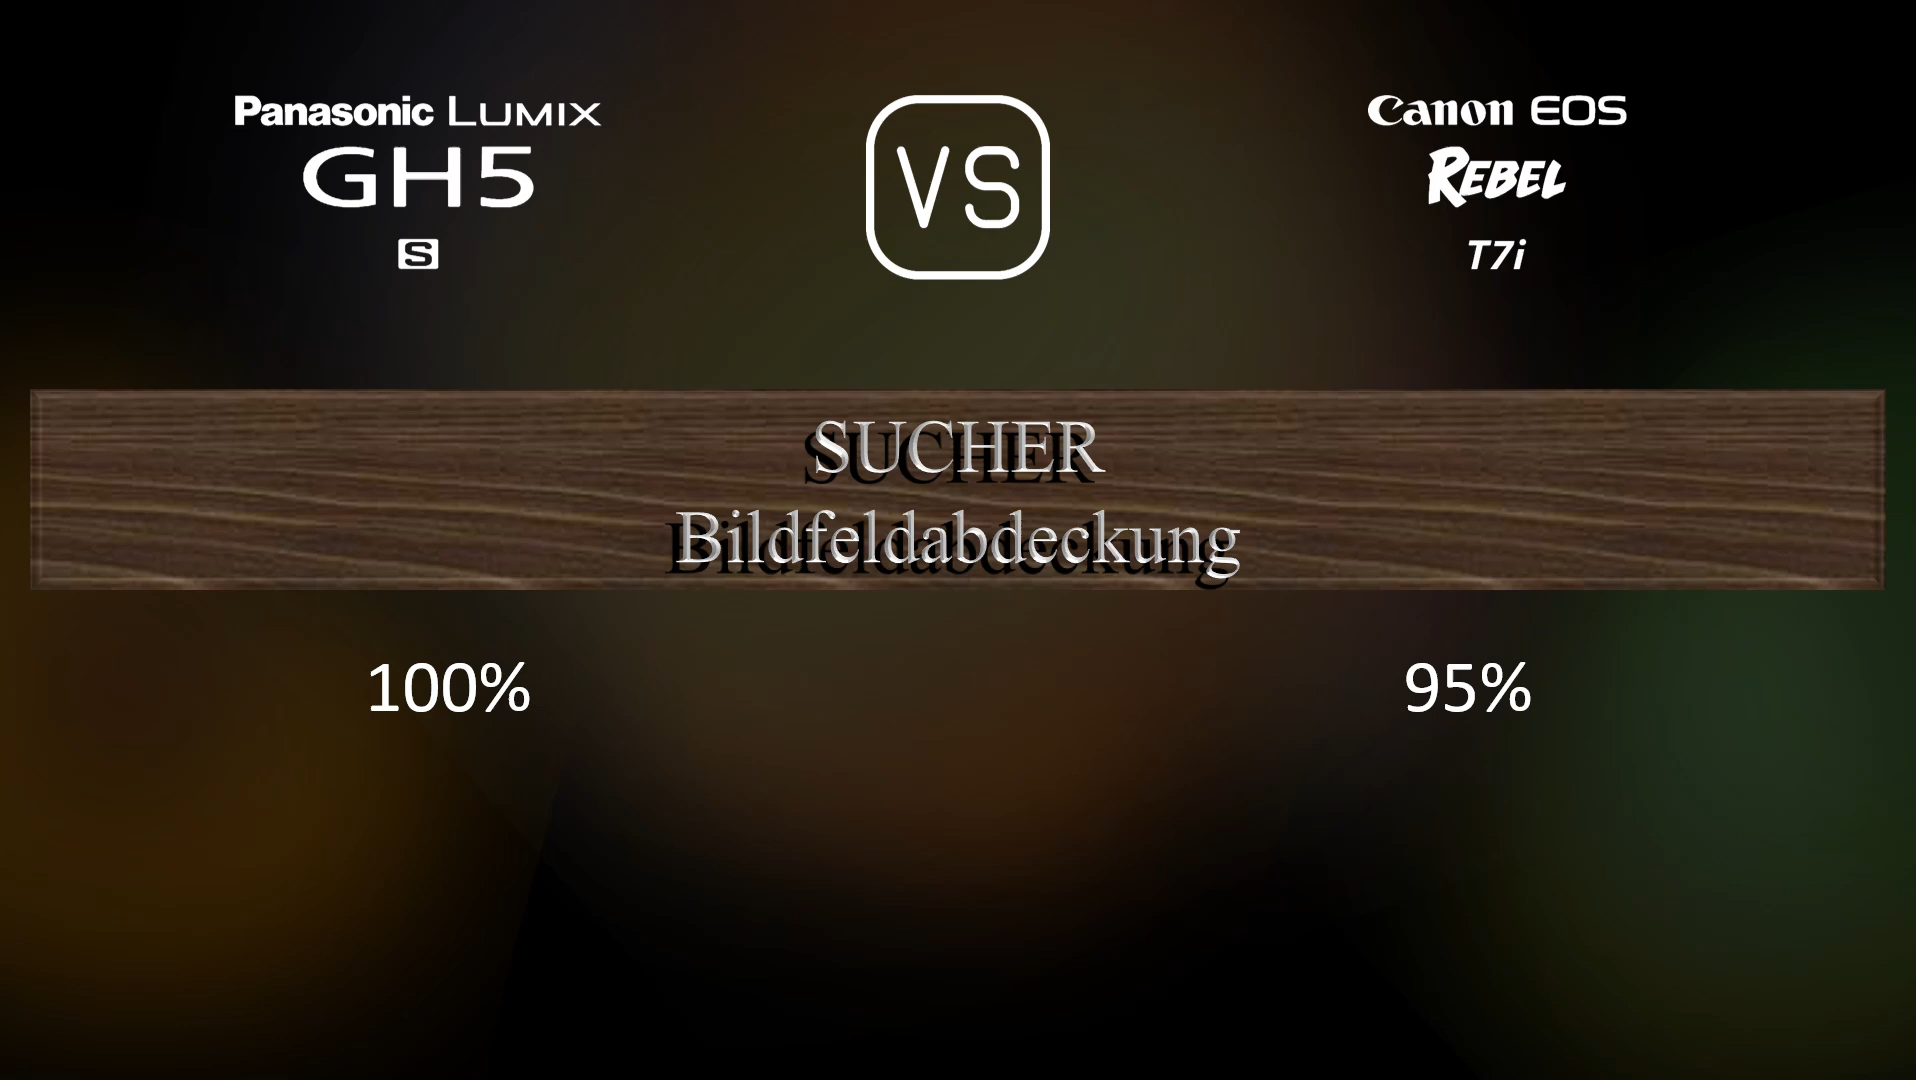 Panasonic LUMIX
GH5
S
VS
Canon EOS
REBEL
T7i
SUCHER
Bildfeldabdeckung
100%
95%